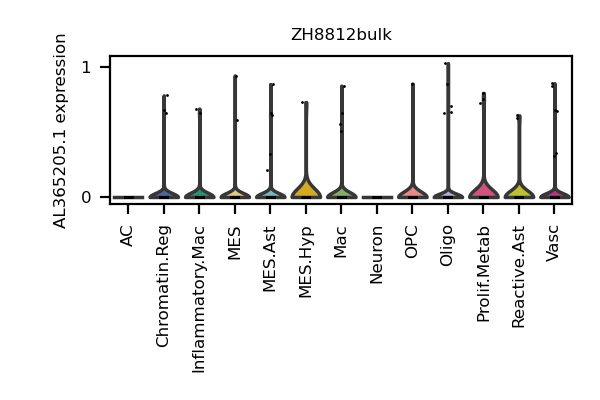 ZH8812bulk
AL365205.1 expression
1
0
AC
Chromatin.Reg
Inflammatory.Mac
MES
MES.Ast
MES.Hyp
Mac
Neuron
OPC
Oligo
Prolif.Metab
Reactive.Ast
Vasc